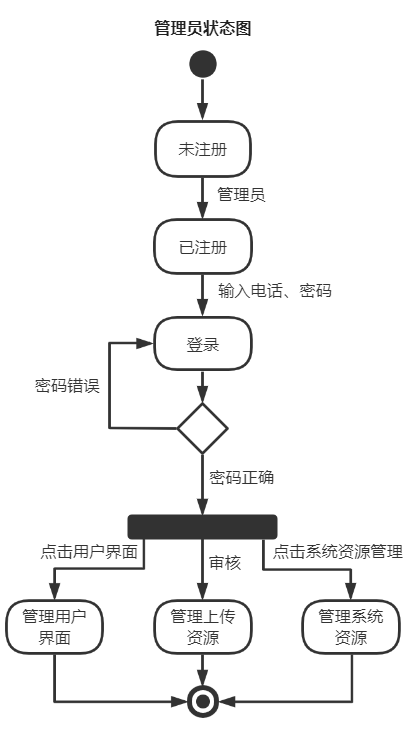 管理员状态图
未注册
管理员
已注册
输入电话、密码
登录
密码错误
密码正确
点击用户界面
审核
点击系统资源管理
管理用户
界面
管理上传
资源
管理系统
资源